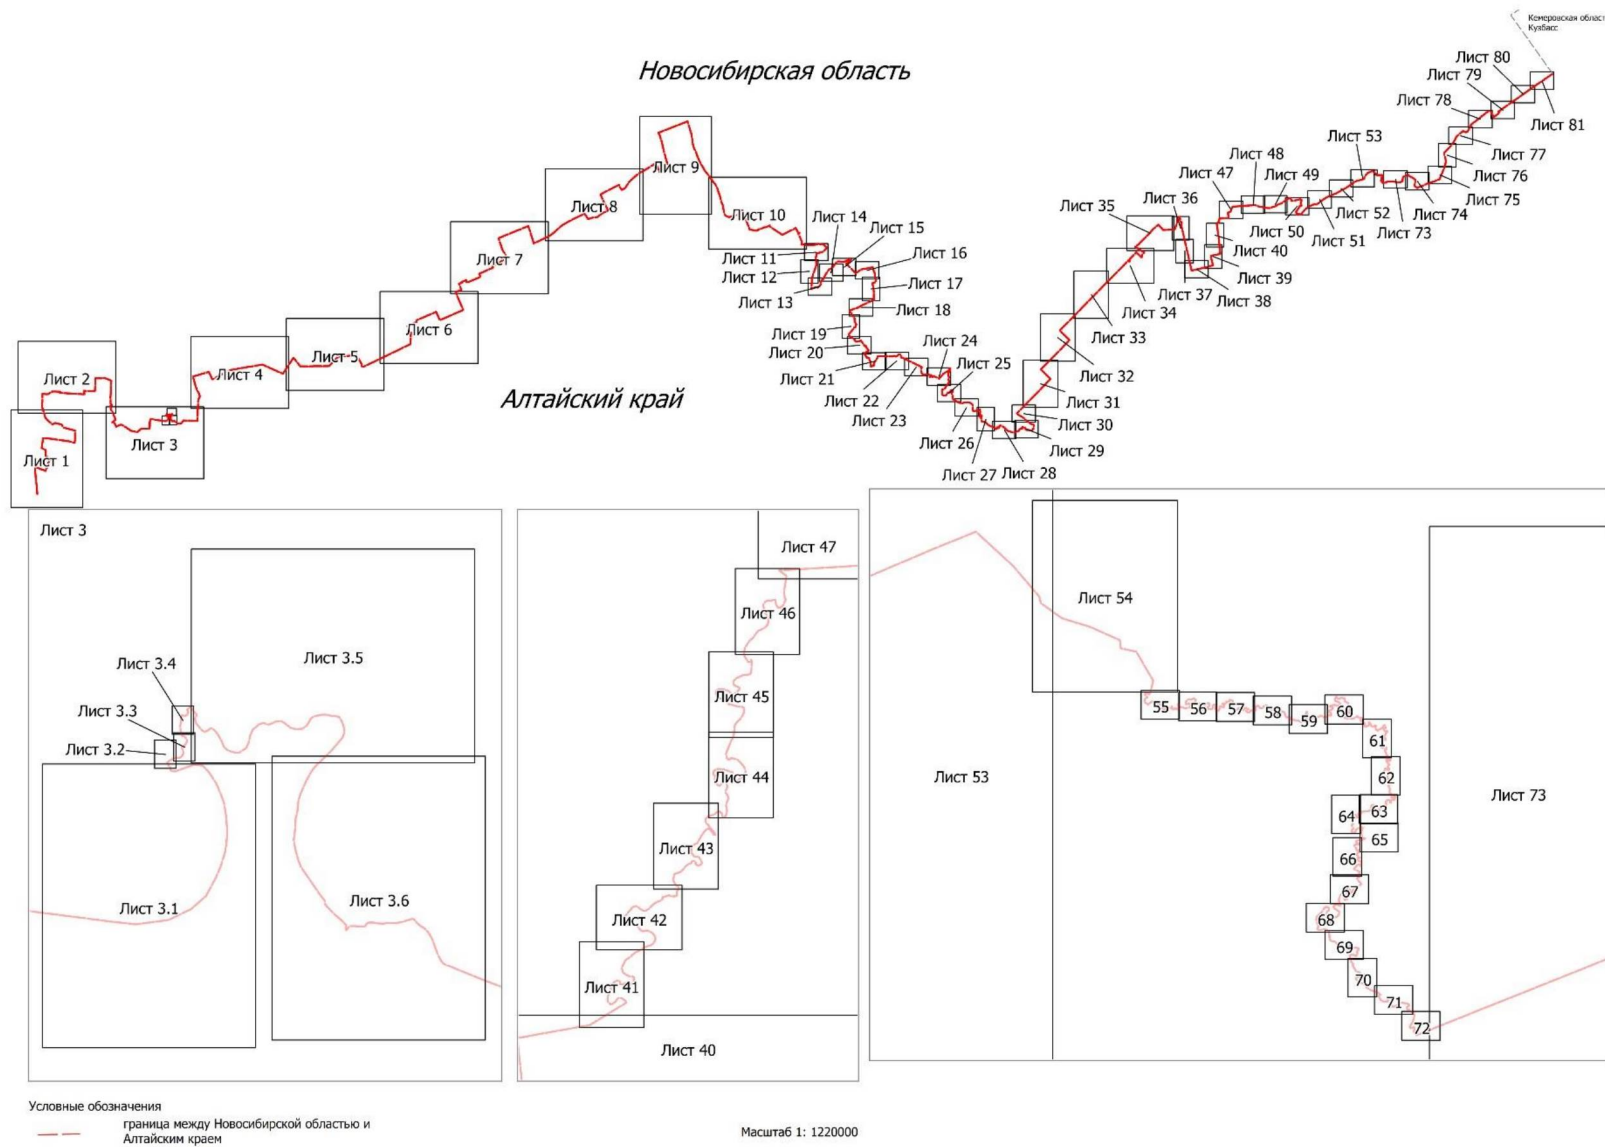 Кемеровская област
Кузбасс
Новосибирская область
Алтайский край
Лист 1
Лист 2
Лист 3
Лист 4
Лист 5
Лист 6
Лист 7
Лист 8
Лист 9
Лист 10
Лист 11
Лист 12
Лист 13
Лист 14
Лист 15
Лист 16
Лист 17
Лист 18
Лист 19
Лист 20
Лист 21
Лист 22
Лист 23
Лист 24
Лист 25
Лист 26
Лист 27
Лист 28
Лист 29
Лист 30
Лист 31
Лист 32
Лист 33
Лист 34
Лист 35
Лист 36
Лист 37
Лист 38
Лист 39
Лист 40
Лист 47
Лист 48
Лист 49
Лист 50
Лист 51
Лист 52
Лист 53
Лист 73
Лист 74
Лист 75
Лист 76
Лист 77
Лист 78
Лист 79
Лист 80
Лист 81
Лист 3
Лист 3.5
Лист 3.4
Лист 3.3
Лист 3.2
Лист 3.1
Лист 3.6
Лист 47
Лист 46
Лист 45
Лист 44
Лист 43
Лист 42
Лист 41
Лист 40
Лист 54
Лист 53
55
56
57
58
59
60
61
62
63
64
65
66
67
68
69
70
71
72
Лист 73
Условные обозначения
граница между Новосибирской областью и
Алтайским краем
Масштаб 1: 1220000